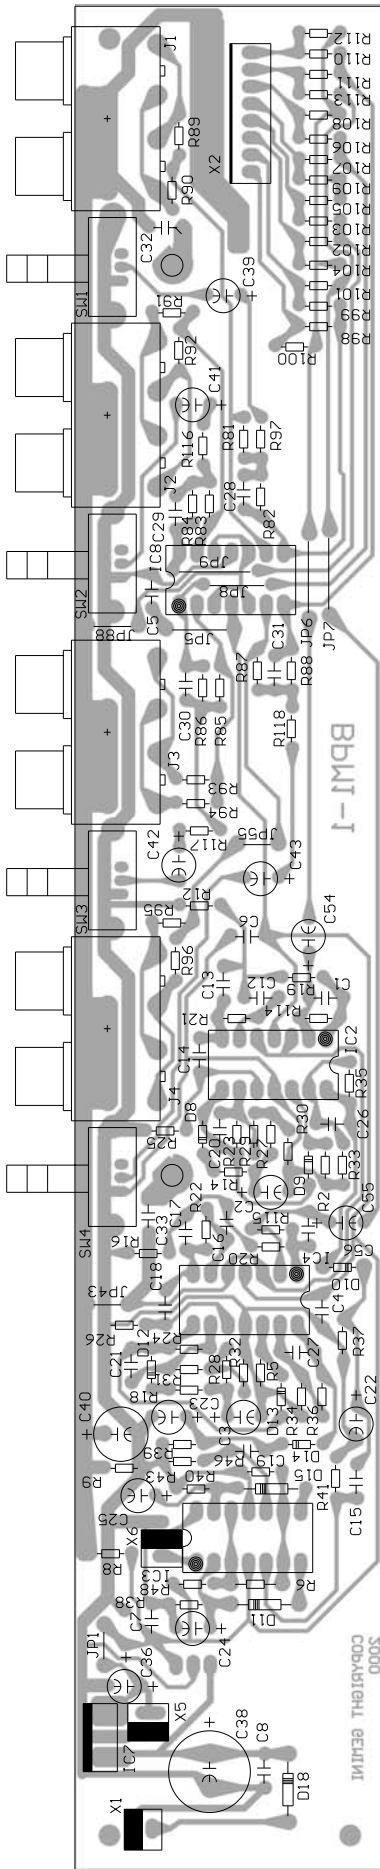 R112
R110
R111
R113
R108
R106
R107
R109
R105
R103
R102
R104
R101
R99
R98
R100
J1
R89
R90
X2
C32
SW1
R91
C39
R92
C41
R116
R81
R97
J2
C29
R84
R83
C28
R82
SW2
IC8
C5
JP9
JP8
JP88
JP5
JP6
JP7
C31
R87
R88
C30
R86
R85
R118
J3
R93
R94
BPM1-1
C42
R117
JP55
C43
SW3
R12
R95
C6
C54
R96
C13
C12
R19
C1
R21
R114
IC2
C14
J4
R35
D8
R25
C20
R23
R29
R27
R30
C26
R14
D9
R33
SW4
R22
C2
R2
C55
C33
C17
C16
R115
R16
R20
IC4
C56
C18
D10
JP43
C4
R26
R24
D12
R37
C21
R31
R28
R32
R5
C27
R18
C23
C3
D13
R34
R36
C22
C40
R39
R46
C19
D14
D15
R9
R43
R40
R41
C15
C25
X6
R8
IC3
R48
R6
R38
C7
D11
JP1
C24
C36
X5
IC7
C38
C8
X1
D18
2000
COPYRIGHT GEMINI